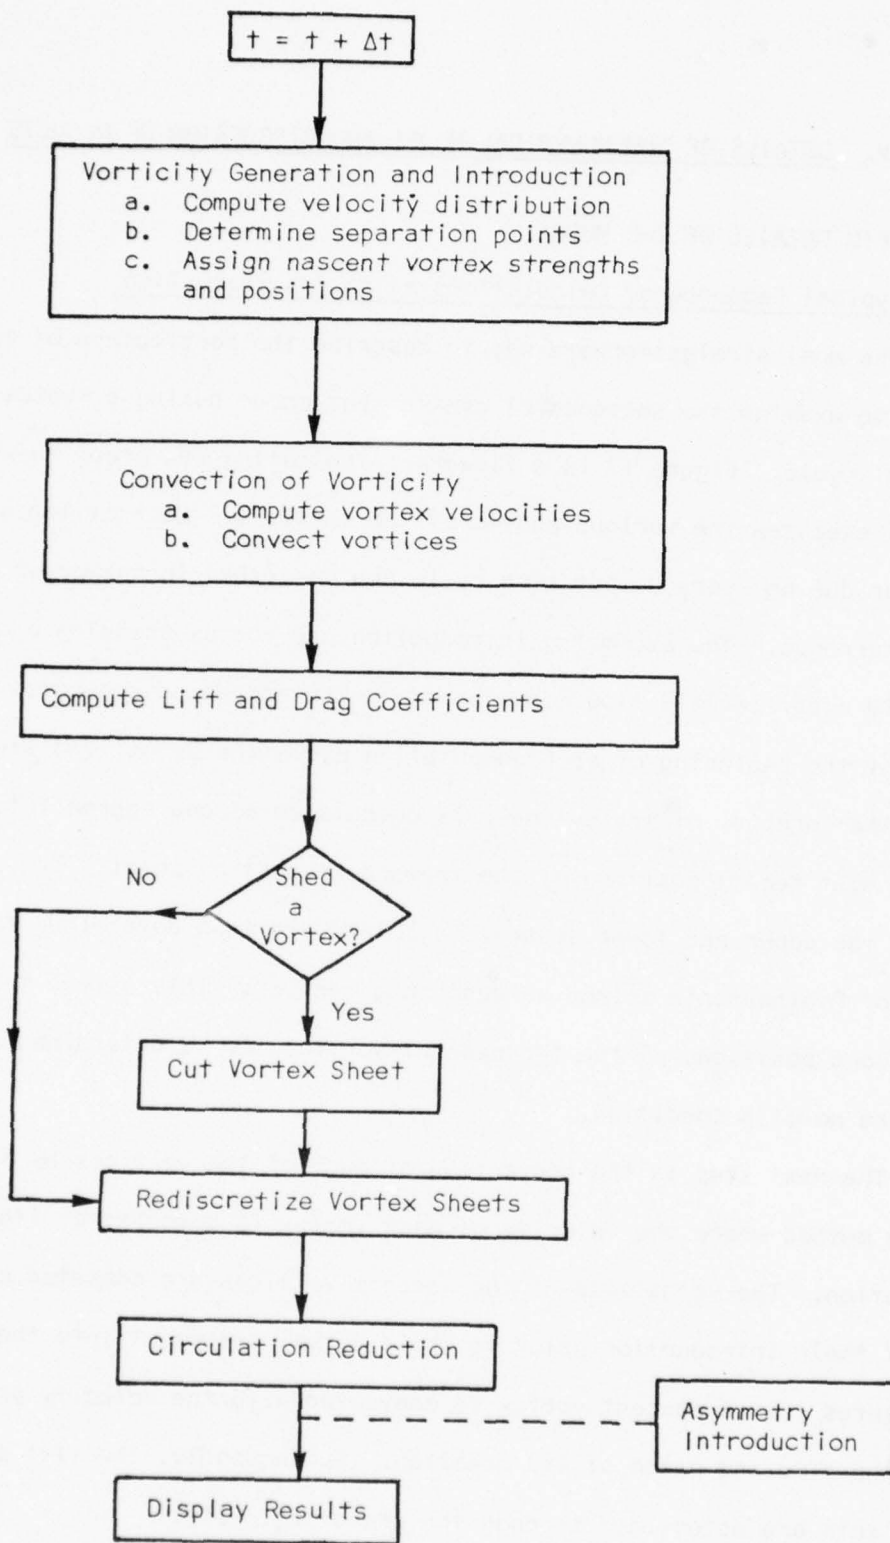 t = t + Δt
Vorticity Generation and Introduction
a. Compute velocity distribution
b. Determine separation points
c. Assign nascent vortex strengths
and positions
Convection of Vorticity
a. Compute vortex velocities
b. Convect vortices
Compute Lift and Drag Coefficients
No
Shed
a
Vortex?
Yes
Cut Vortex Sheet
Rediscretize Vortex Sheets
Circulation Reduction
Asymmetry
Introduction
Display Results